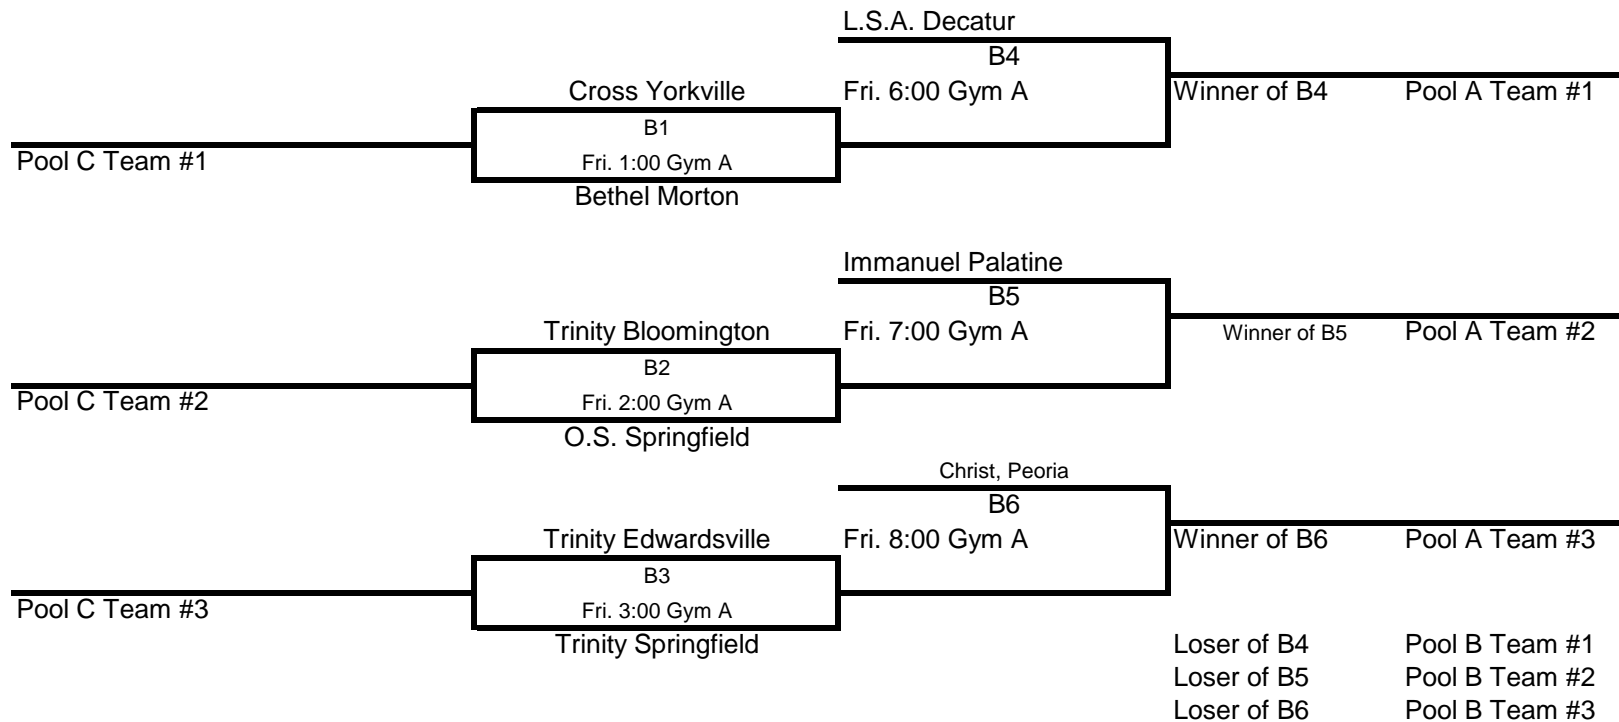 L.S.A. Decatur
B4
Cross Yorkville
Fri. 6:00 Gym A
Winner of B4
Pool A Team #1
B1
Pool C Team #1
Fri. 1:00 Gym A
Bethel Morton
Immanuel Palatine
B5
Trinity Bloomington
Fri. 7:00 Gym A
Winner of B5
Pool A Team #2
B2
Pool C Team #2
Fri. 2:00 Gym A
O.S. Springfield
Christ, Peoria
B6
Trinity Edwardsville
Fri. 8:00 Gym A
Winner of B6
Pool A Team #3
B3
Pool C Team #3
Fri. 3:00 Gym A
Trinity Springfield
Loser of B4
Pool B Team #1
Loser of B5
Pool B Team #2
Loser of B6
Pool B Team #3